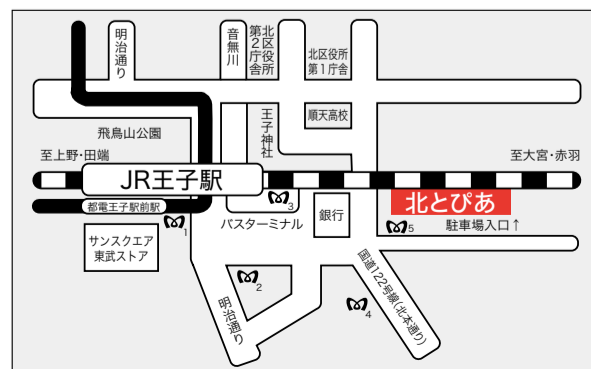 明治通り
音無川
北区役所
第2庁舎
北区役所
第1庁舎
順天高校
飛鳥山公園
王子神社
至上野・田端
至大宮・赤羽
JR王子駅
都電王子駅前駅
3
北とぴあ
1
バスターミナル
銀行
5
駐車場入口↑
サンスクエア
東武ストア
2
明治通り
4
国道122号線(北本通り)